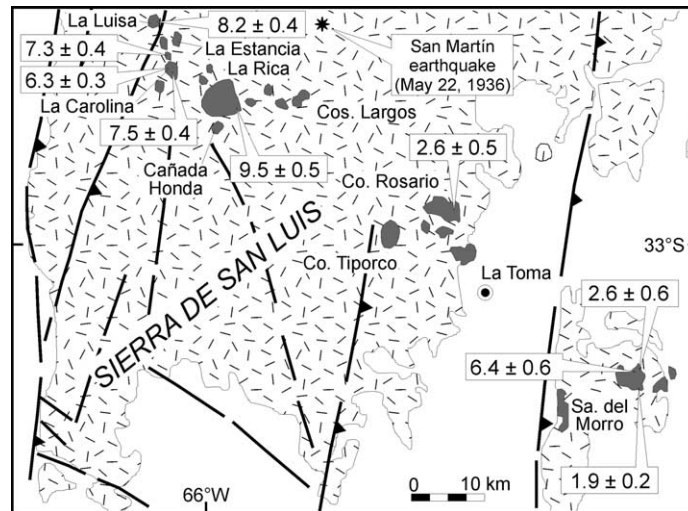 La Luisa
8.2 ± 0.4
7.3 ± 0.4
La Estancia
San Martín
earthquake
(May 22, 1936)
6.3 ± 0.3
La Rica
La Carolina
Cos. Largos
7.5 ± 0.4
2.6 ± 0.5
Cañada
Honda
9.5 ± 0.5
Co. Rosario
33°S
SIERRA DE SAN LUIS
Co. Tiporco
La Toma
2.6 ± 0.6
6.4 ± 0.6
Sa. del
Morro
66°W
0
10 km
1.9 ± 0.2